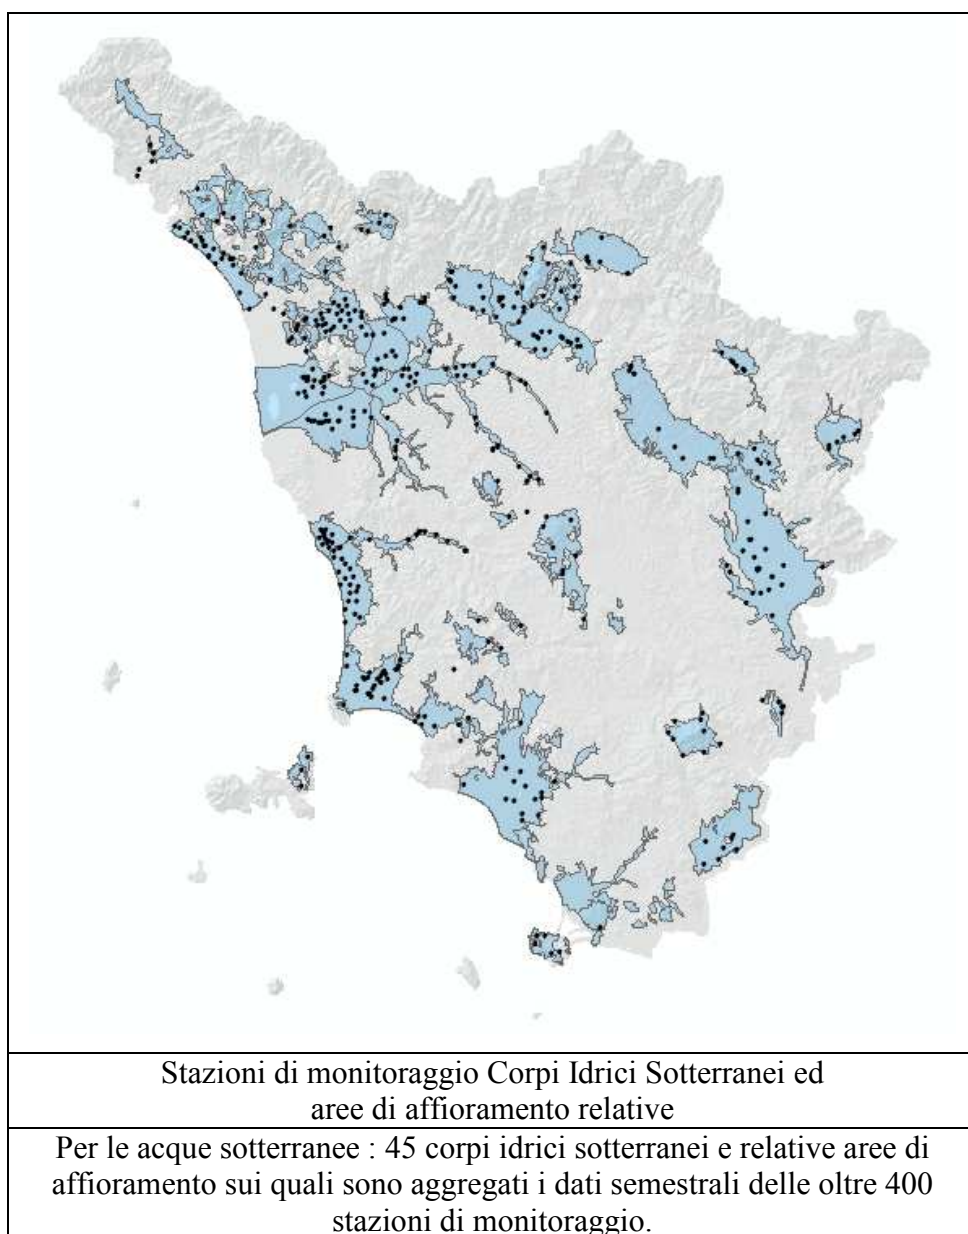 Stazioni di monitoraggio Corpi Idrici Sotterranei ed
aree di affioramento relative
Per le acque sotterranee : 45 corpi idrici sotterranei e relative aree di
affioramento sui quali sono aggregati i dati semestrali delle oltre 400
stazioni di monitoraggio.